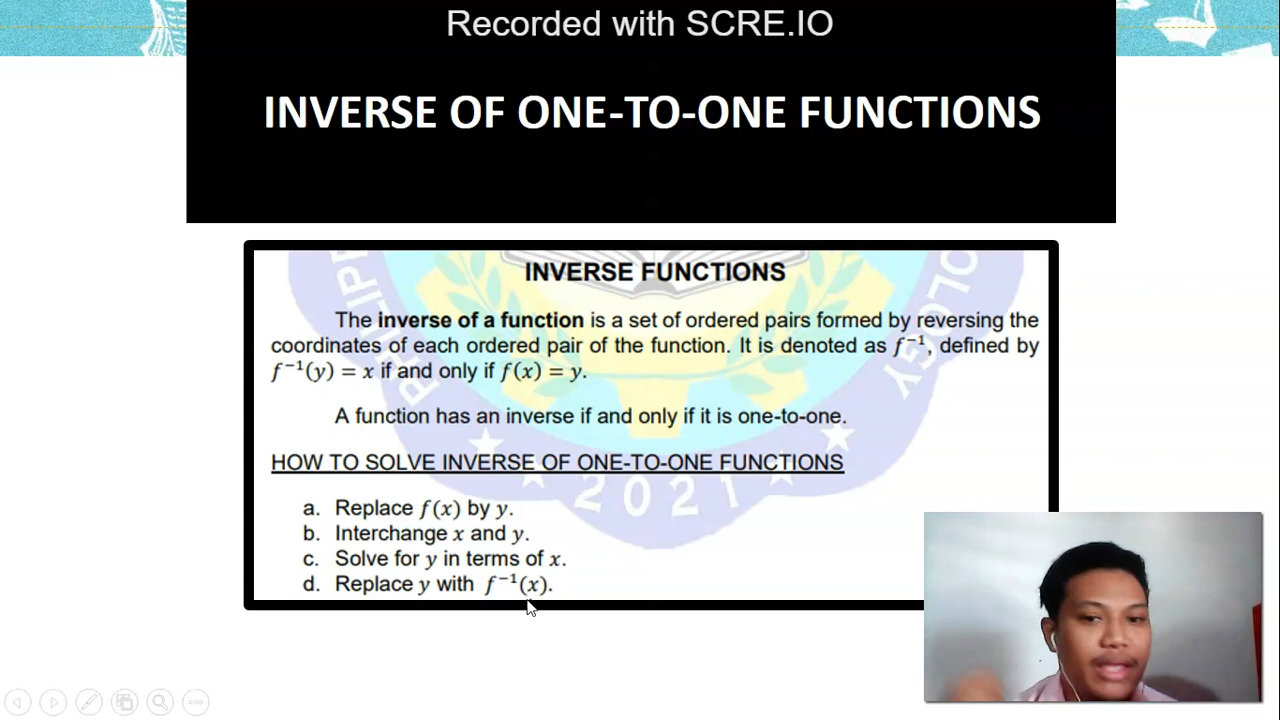 Recorded with SCRE.IO
INVERSE OF ONE-TO-ONE FUNCTIONS
INVERSE FUNCTIONS
The inverse of a function is a set of ordered pairs formed by reversing the
coordinates of each ordered pair of the function. It is denoted as f⁻¹, defined by
f⁻¹(y) = x if and only if f(x) = y.
A function has an inverse if and only if it is one-to-one.
HOW TO SOLVE INVERSE OF ONE-TO-ONE FUNCTIONS
2021
a. Replace f(x) by y.
b. Interchange x and y.
c. Solve for y in terms of x.
d. Replace y with f⁻¹(x).